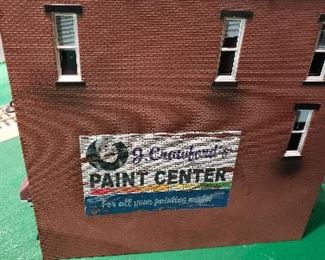 J. Crawford's
PAINT CENTER
For all your painting needs!